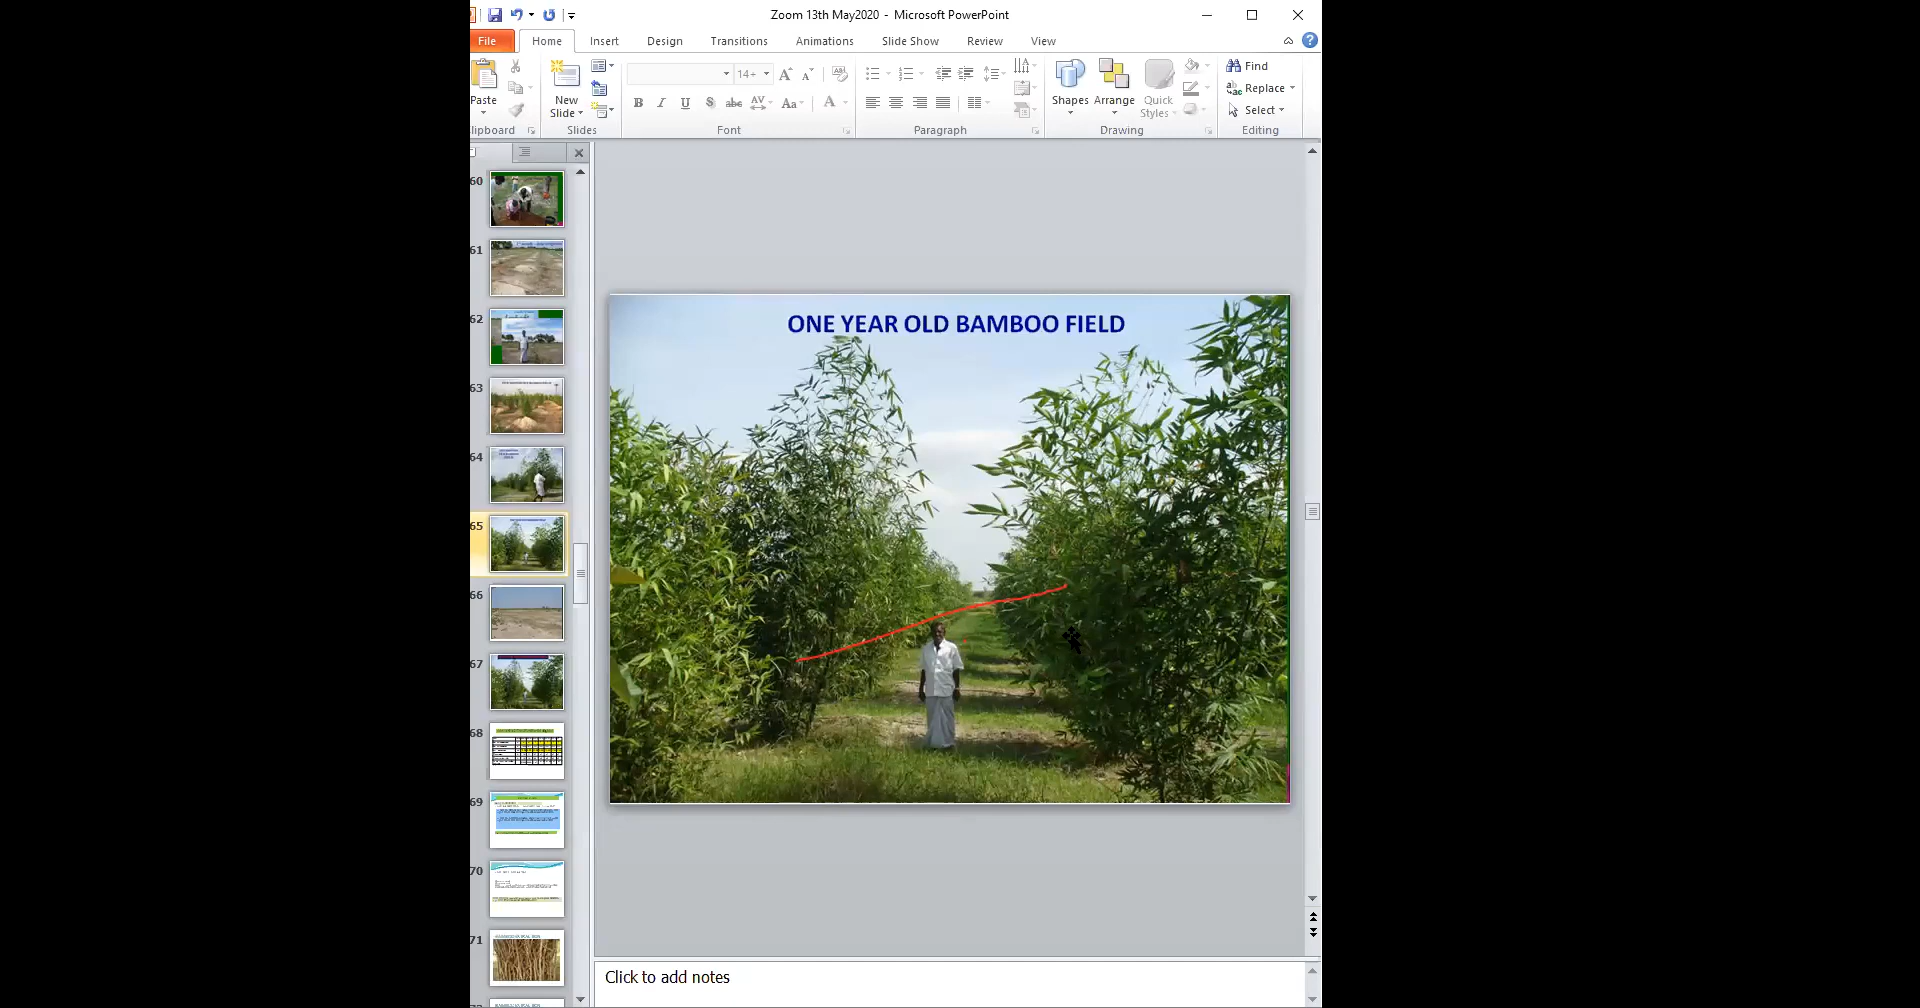 Zoom 13th May2020 - Microsoft PowerPoint
File Home Insert Design Transitions Animations Slide Show Review View
Paste
New Slide
14+
B I U S abc AV Aa A
Shapes Arrange Quick Styles
Find
Replace
Select
lipboard Slides Font Paragraph Drawing Editing
60
61
62
63
64
65
66
67
68
69
70
71
ONE YEAR OLD BAMBOO FIELD
Click to add notes